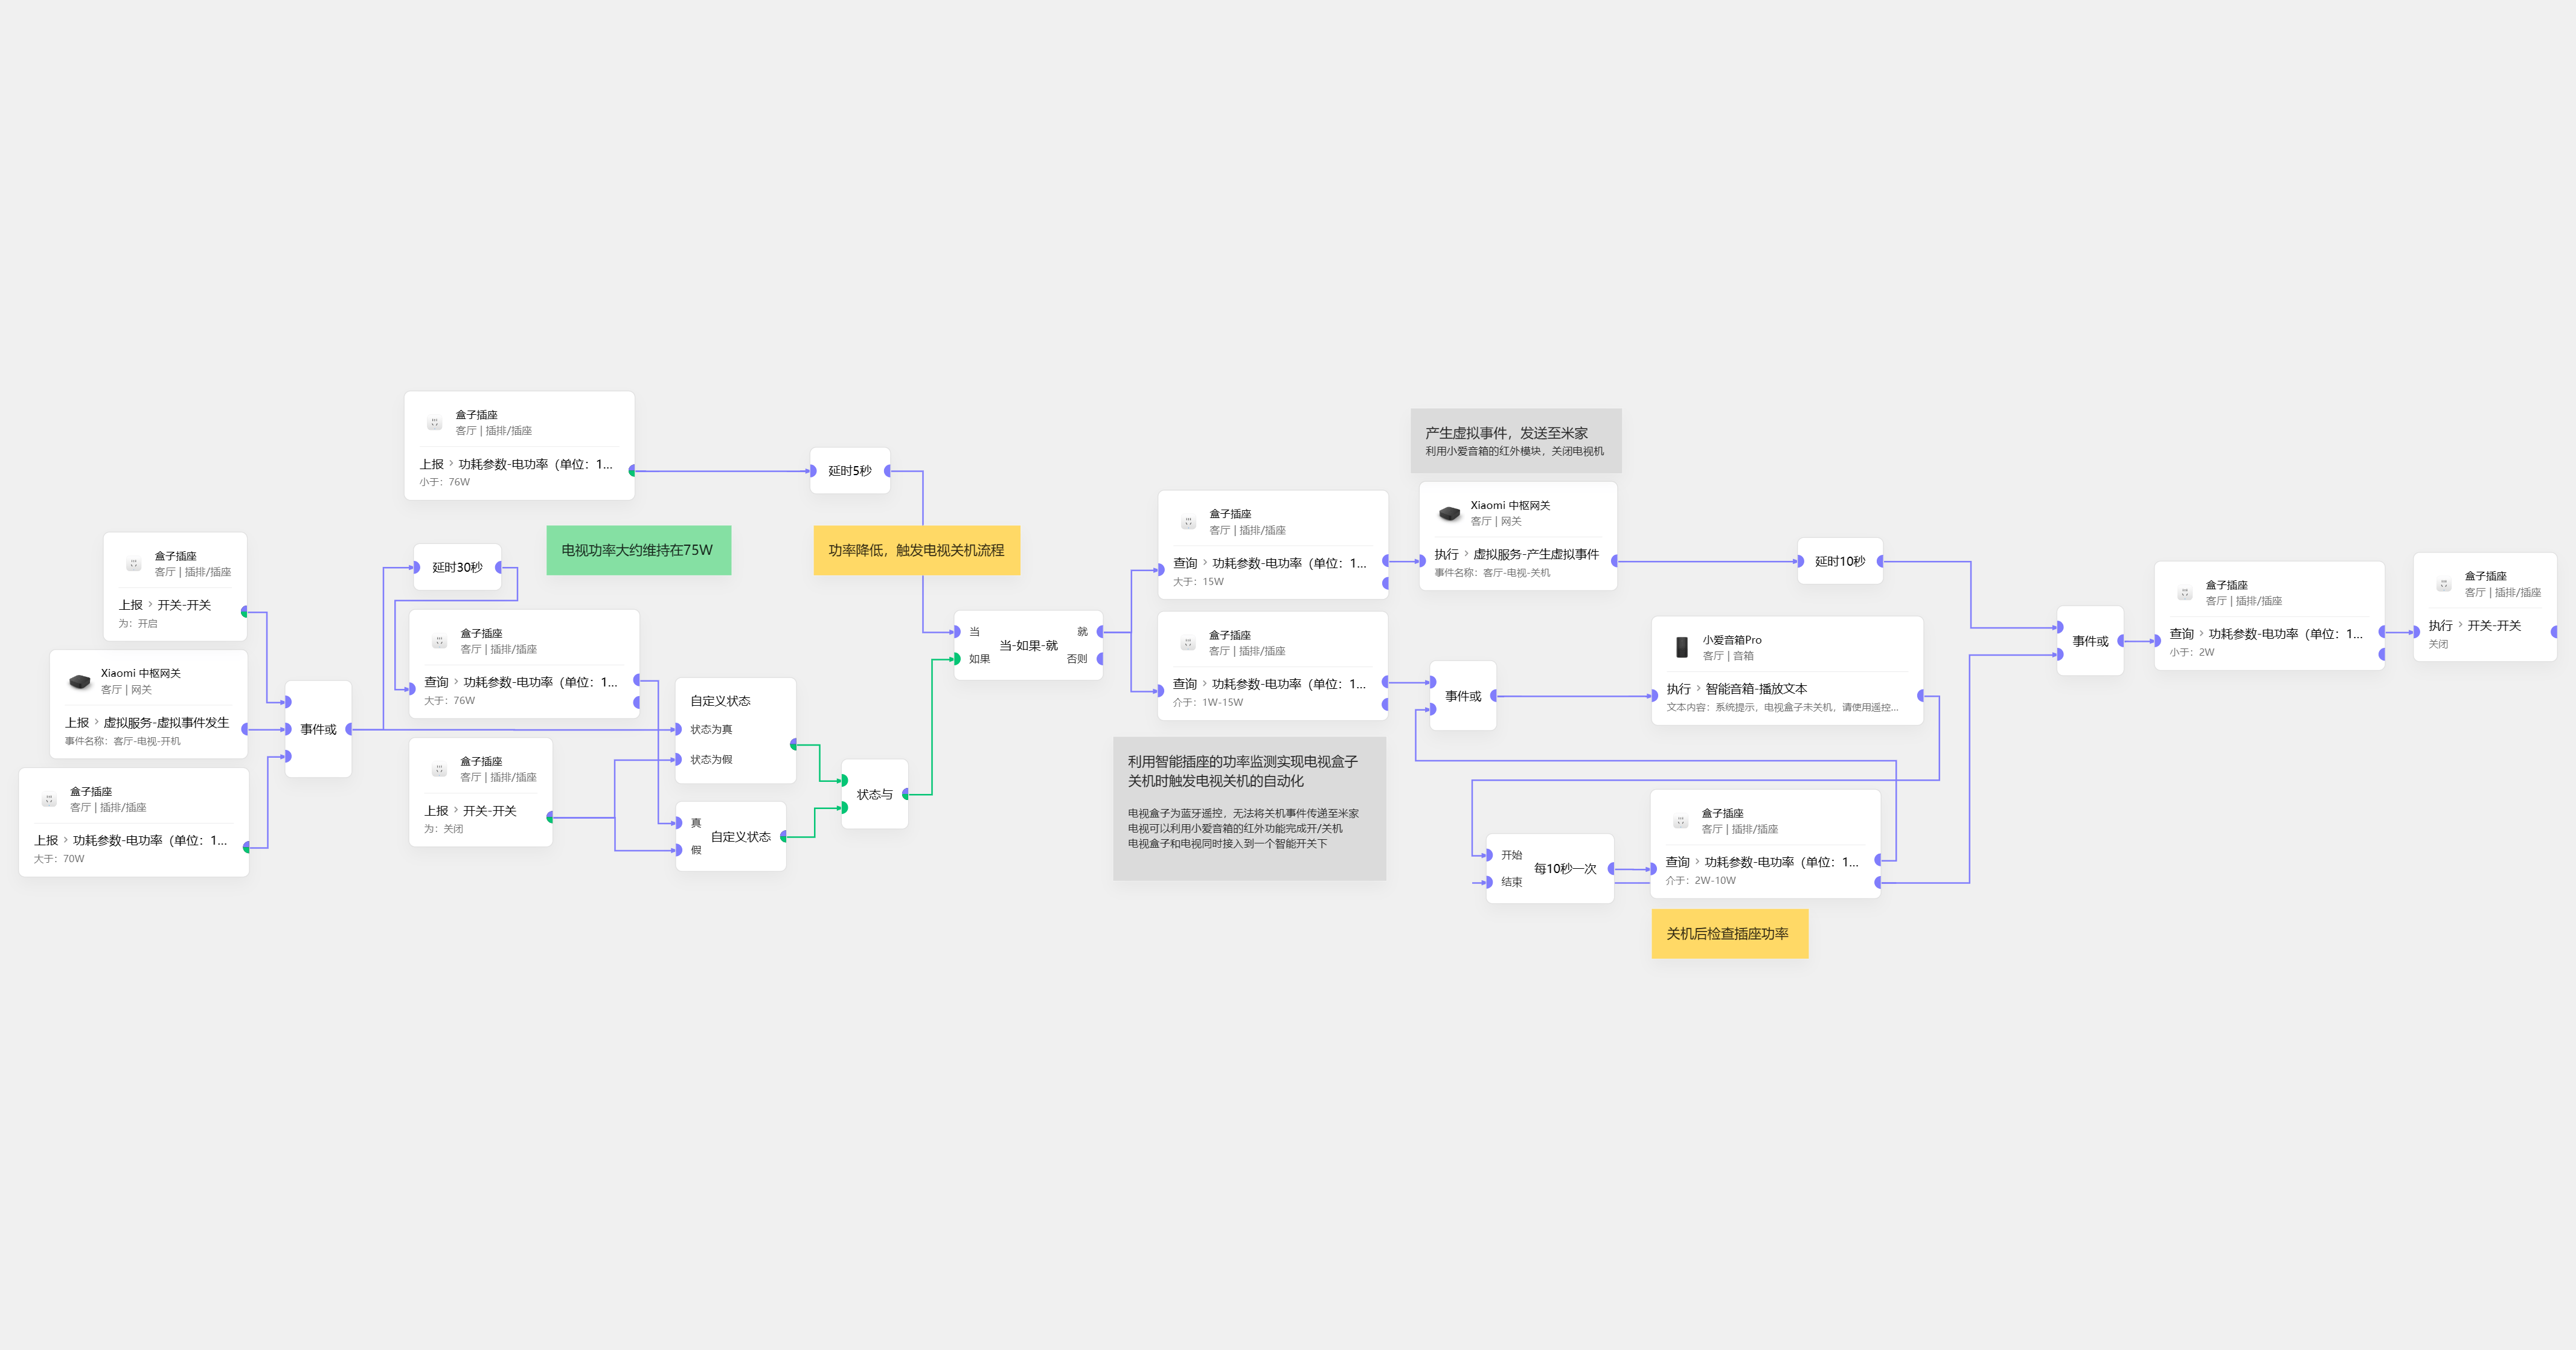 盒子插座
客厅 | 插排/插座
上报 › 功耗参数-电功率（单位：1...
小于：76W
延时5秒
盒子插座
客厅 | 插排/插座
上报 › 开关-开关
为：开启
Xiaomi 中枢网关
客厅 | 网关
上报 › 虚拟服务-虚拟事件发生
事件名称：客厅-电视-开机
盒子插座
客厅 | 插排/插座
上报 › 功耗参数-电功率（单位：1...
大于：70W
事件或
延时30秒
电视功率大约维持在75W
功率降低，触发电视关机流程
盒子插座
客厅 | 插排/插座
查询 › 功耗参数-电功率（单位：1...
大于：76W
盒子插座
客厅 | 插排/插座
上报 › 开关-开关
为：关闭
自定义状态
状态为真
状态为假
真
自定义状态
假
状态与
当
就
当-如果-就
如果
否则
盒子插座
客厅 | 插排/插座
查询 › 功耗参数-电功率（单位：1...
大于：15W
盒子插座
客厅 | 插排/插座
查询 › 功耗参数-电功率（单位：1...
介于：1W-15W
利用智能插座的功率监测实现电视盒子
关机时触发电视关机的自动化
电视盒子为蓝牙遥控，无法将关机事件传递至米家
电视可以利用小爱音箱的红外功能完成开/关机
电视盒子和电视同时接入到一个智能开关下
产生虚拟事件，发送至米家
利用小爱音箱的红外模块，关闭电视机
Xiaomi 中枢网关
客厅 | 网关
执行 › 虚拟服务-产生虚拟事件
事件名称：客厅-电视-关机
延时10秒
事件或
小爱音箱Pro
客厅 | 音箱
执行 › 智能音箱-播放文本
文本内容：系统提示，电视盒子未关机，请使用遥控...
开始
每10秒一次
结束
盒子插座
客厅 | 插排/插座
查询 › 功耗参数-电功率（单位：1...
介于：2W-10W
关机后检查插座功率
事件或
盒子插座
客厅 | 插排/插座
查询 › 功耗参数-电功率（单位：1...
小于：2W
盒子插座
客厅 | 插排/插座
执行 › 开关-开关
关闭